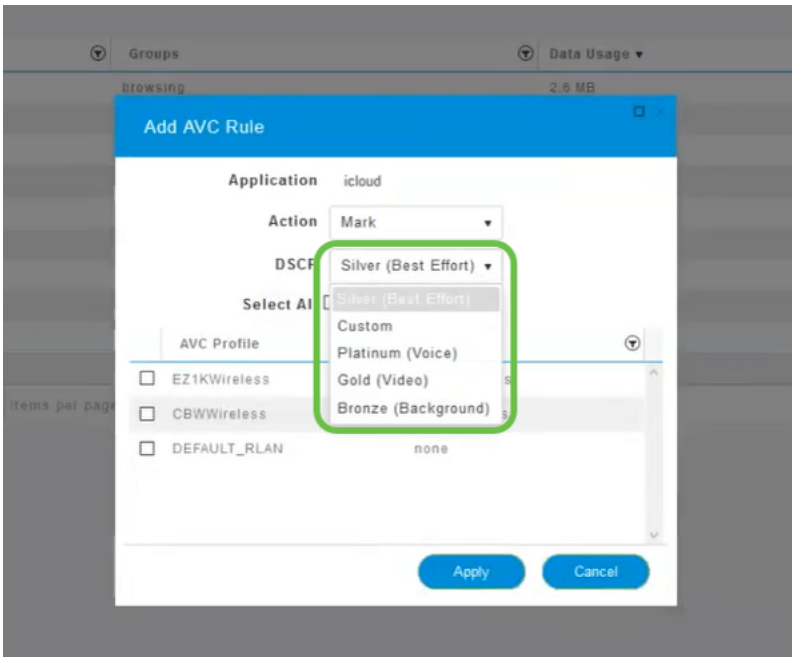 Groups Data Usage
browsing 2.6 MB
Add AVC Rule
Application icloud
Action Mark
DSCP Silver (Best Effort)
Select Al
Silver (Best Effort)
Custom
AVC Profile
Platinum (Voice)
EZ1KWireless Gold (Video) s
items per page CBWWireless Bronze (Background) s
DEFAULT_RLAN none
Apply Cancel